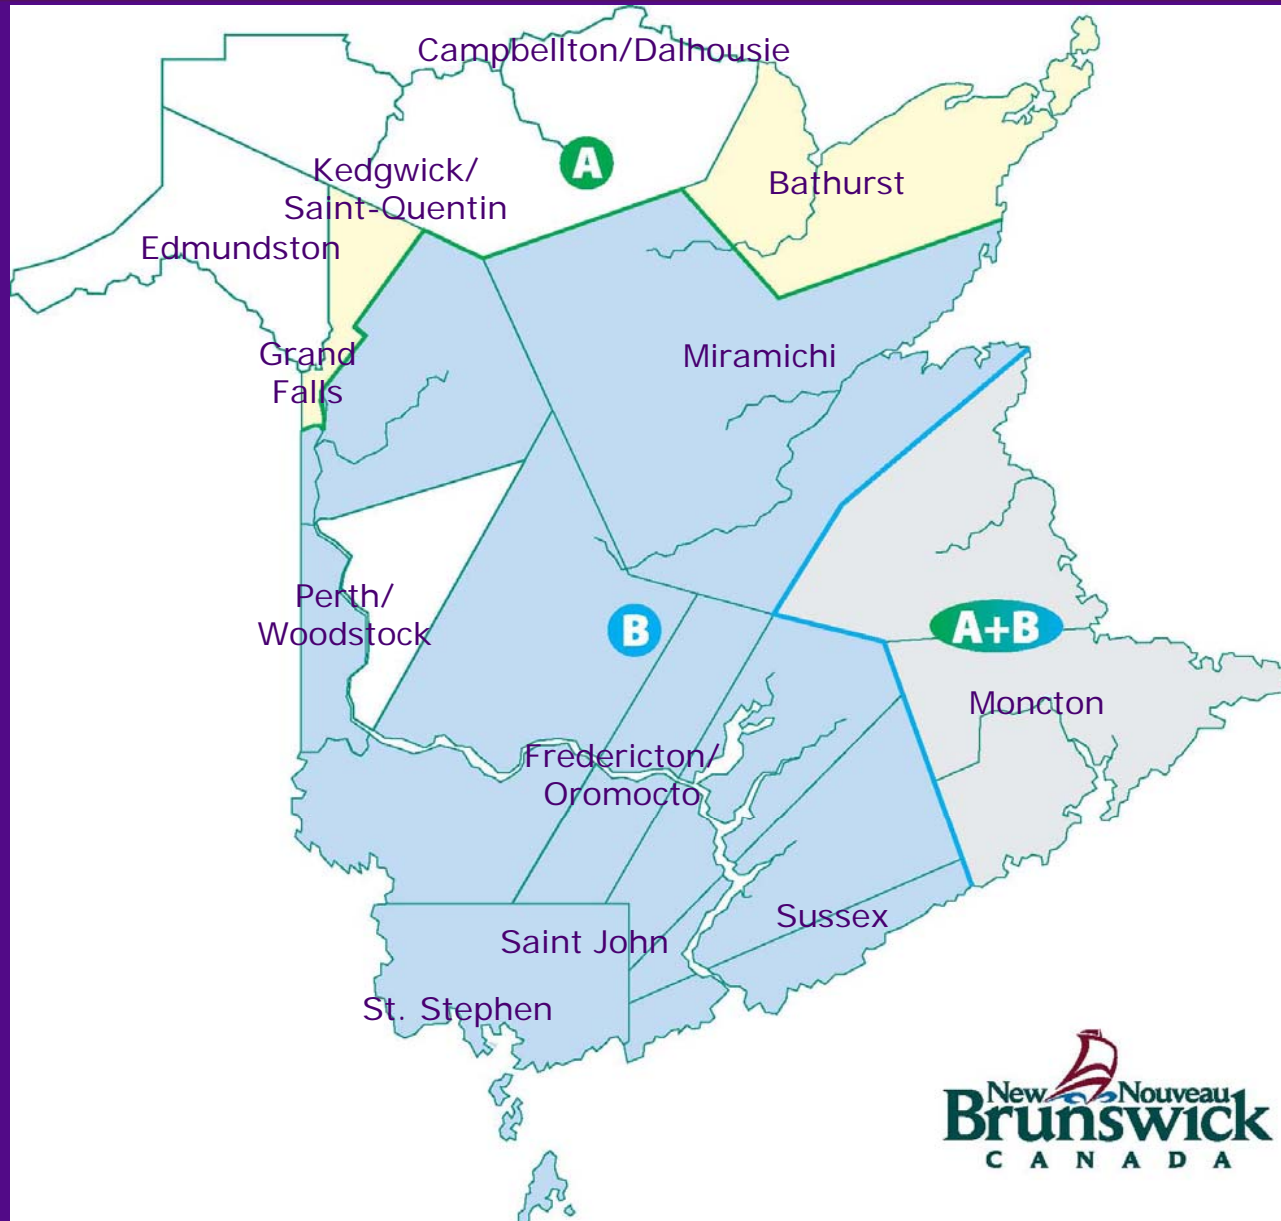 Campbellton/Dalhousie
A
Kedgwick/
Saint-Quentin
Bathurst
Edmundston
Grand
Falls
Miramichi
Perth/
Woodstock
B
A+B
Moncton
Fredericton/
Oromocto
Sussex
Saint John
St. Stephen
New Nouveau
Brunswick
CANADA